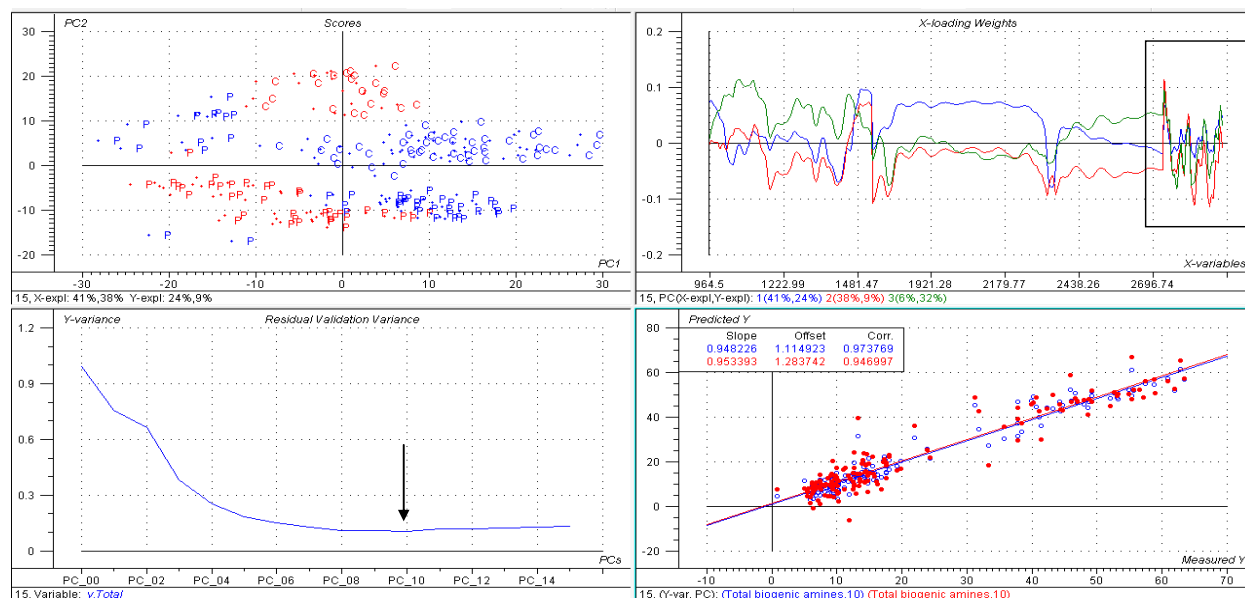 PC2 Scores
30
20
10
0
-10
-20
PC1
-30 -20 -10 0 10 20 30
15, X-expl: 41%,38% Y-expl: 24%,9%
X-loading Weights
0.2
0.1
0
-0.1
-0.2
X-variables
964.5 1222.99 1481.47 1921.28 2179.77 2438.26 2696.74
15, PC(X-expl,Y-expl): 1(41%,24%) 2(38%,9%) 3(6%,32%)
Y-variance Residual Validation Variance
1.2
0.9
0.6
0.3
0
PCs
PC_00 PC_02 PC_04 PC_06 PC_08 PC_10 PC_12 PC_14
15, Variable: v.Total
Predicted Y
Slope Offset Corr.
0.948226 1.114923 0.973769
0.953393 1.283742 0.946997
80
60
40
20
0
-20
Measured Y
-10 0 10 20 30 40 50 60 70
15, (Y-var, PC): (Total biogenic amines,10) (Total biogenic amines,10)